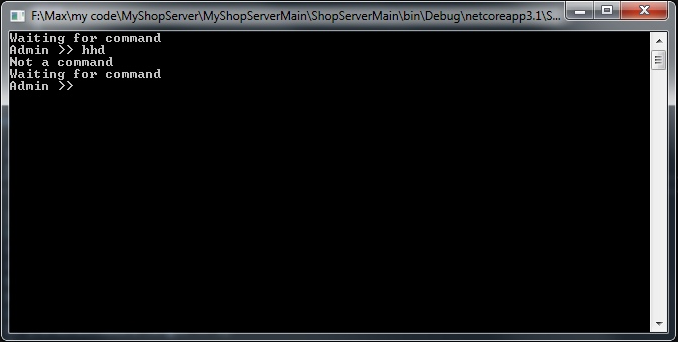 F:\Max\my code\MyShopServer\MyShopServerMain\ShopServerMain\bin\Debug\netcoreapp3.1\S...
Waiting for command
Admin >> hhd
Not a command
Waiting for command
Admin >>